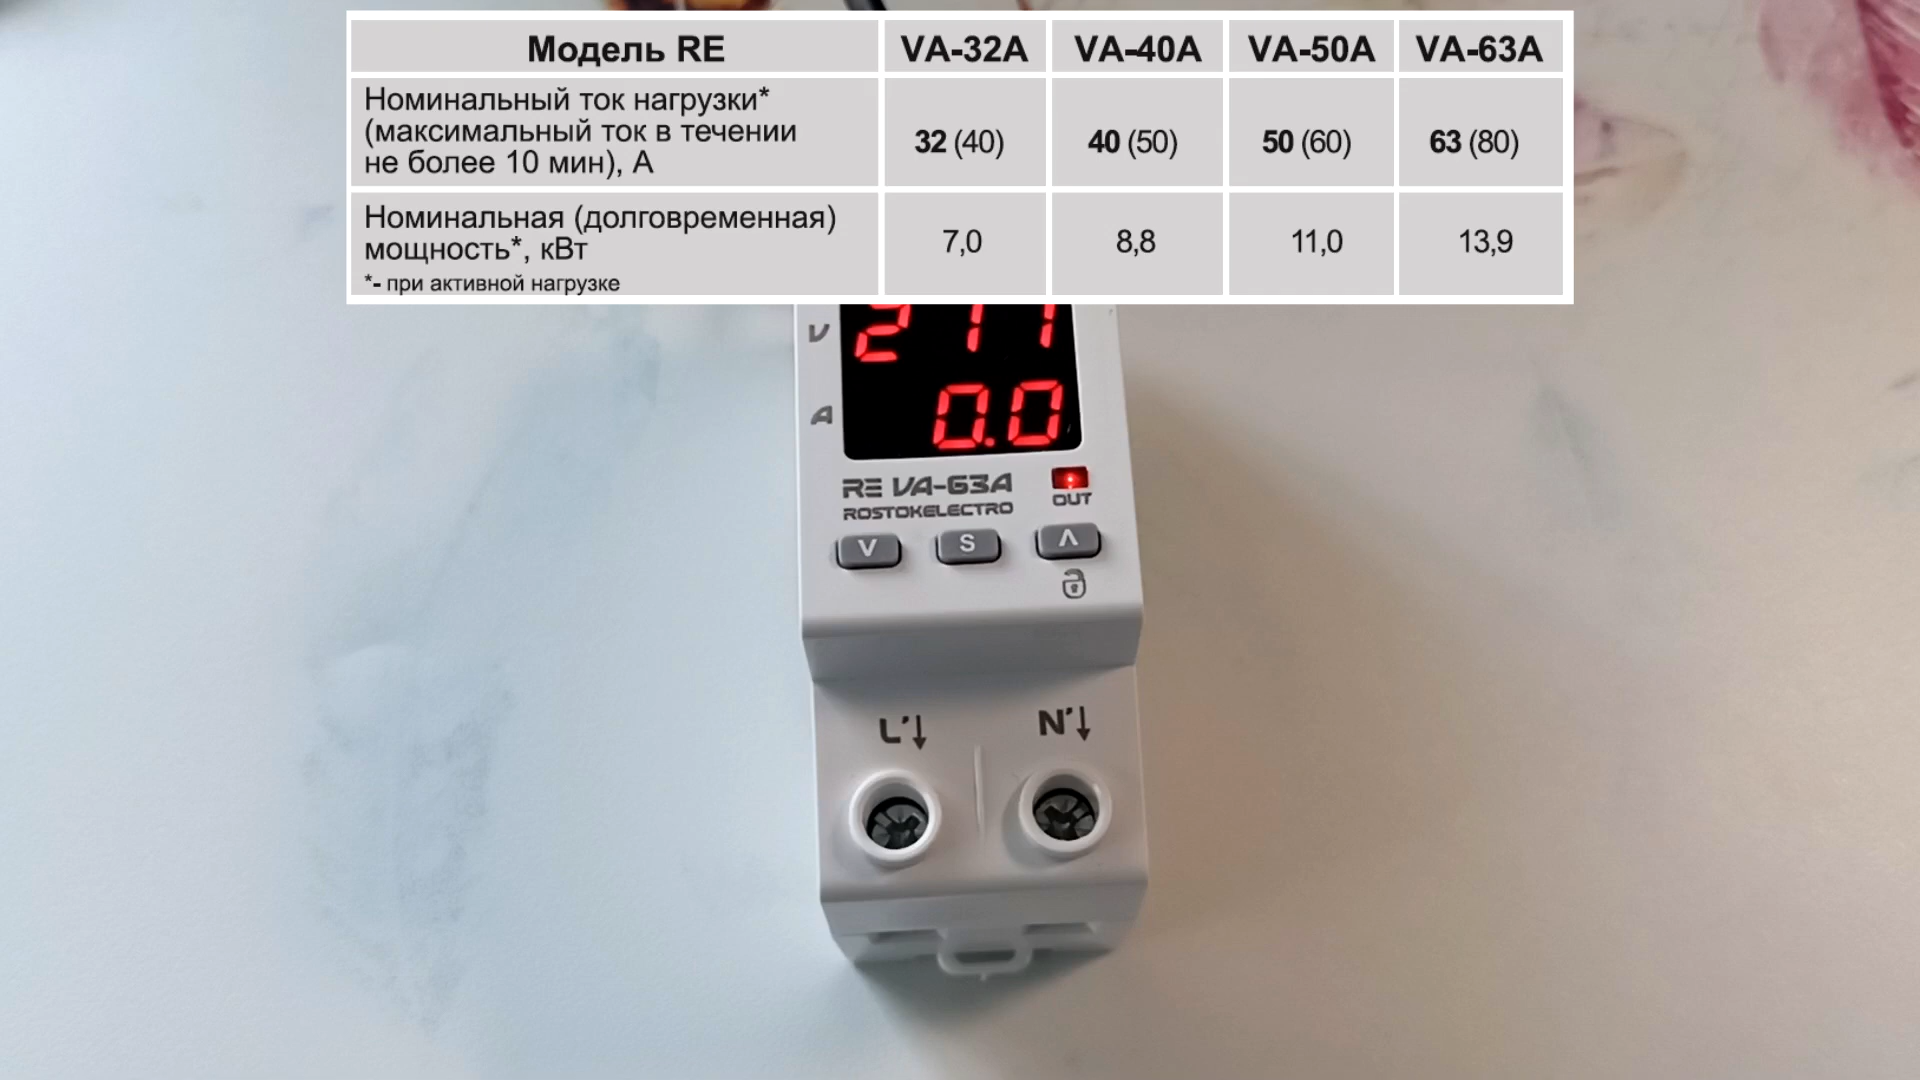 Модель RE VA-32A VA-40A VA-50A VA-63A
Номинальный ток нагрузки*
(максимальный ток в течении
не более 10 мин), А
32 (40) 40 (50) 50 (60) 63 (80)
Номинальная (долговременная)
мощность*, кВт
7,0 8,8 11,0 13,9
*- при активной нагрузке
V
A 0.0
RE VA-63A
ROSTOKELECTRO
OUT
V S Λ
L'↓ N'↓